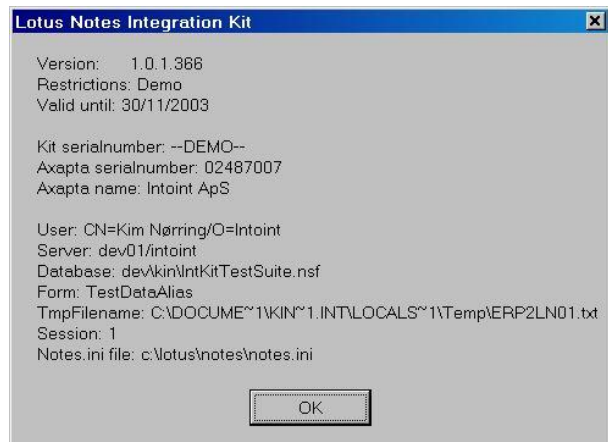 Lotus Notes Integration Kit
Version: 1.0.1.366
Restrictions: Demo
Valid until: 30/11/2003
Kit serialnumber: --DEMO--
Axapta serialnumber: 02487007
Axapta name: Intoint ApS
User: CN=Kim Nørring/O=Intoint
Server: dev01/intoint
Database: dev\kin\IntKitTestSuite.nsf
Form: TestDataAlias
TmpFilename: C:\DOCUME~1\KIN~1.INT\LOCALS~1\Temp\ERP2LN01.txt
Session: 1
Notes.ini file: c:\lotus\notes\notes.ini
OK